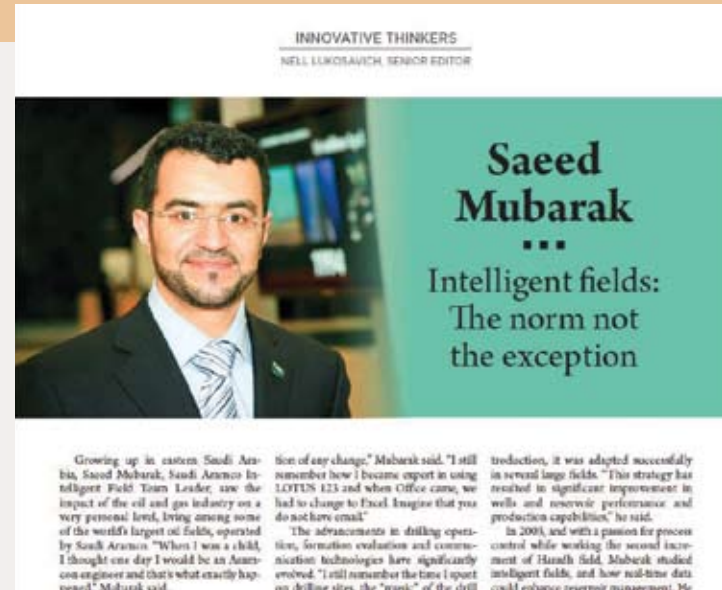 INNOVATIVE THINKERS
NELL LUKOSAVICH, SENIOR EDITOR
Saeed
Mubarak
Intelligent fields:
The norm not
the exception
Growing up in eastern Saudi Ara-
bia, Saeed Mubarak, Saudi Aramco In-
telligent Field Team Leader, saw the
impact of the oil and gas industry on a
very personal level, living among some
of the world's largest oil fields, operated
by Saudi Aramco. "When I was a child,
I thought one day I would be an Aram-
con engineer and that's what exactly hap-
pened," Mubarak said.
tion of any change," Mubarak said. "I still
remember how I became expert in using
LOTUS 123 and when Office came, we
had to change to Excel. Imagine that you
do not have email."
The advancements in drilling opera-
tion, formation evaluation and commu-
nication technologies have significantly
evolved. "I still remember the time I spent
on drilling sites, the "music" of the drill
troduction, it was adapted successfully
in several large fields. "This strategy has
resulted in significant improvement in
wells and reservoir performance and
production capabilities," he said.
In 2003, and with a passion for process
control while working the second incre-
ment of Haradh field, Mubarak studied
intelligent fields, and how real-time data
could enhance reservoir management. He